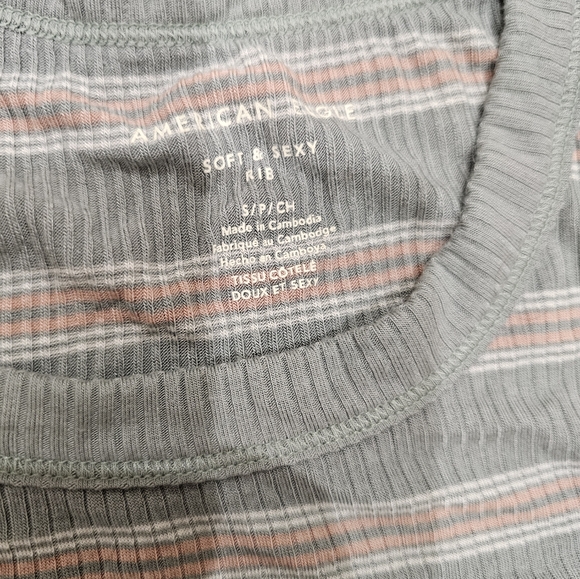 AMERICAN EAGLE
SOFT & SEXY
RIB
S/P/CH
Made in Cambodia
Fabriqué au Cambodge
Hecho en Camboya
TISSU CÔTELÉ
DOUX ET SEXY